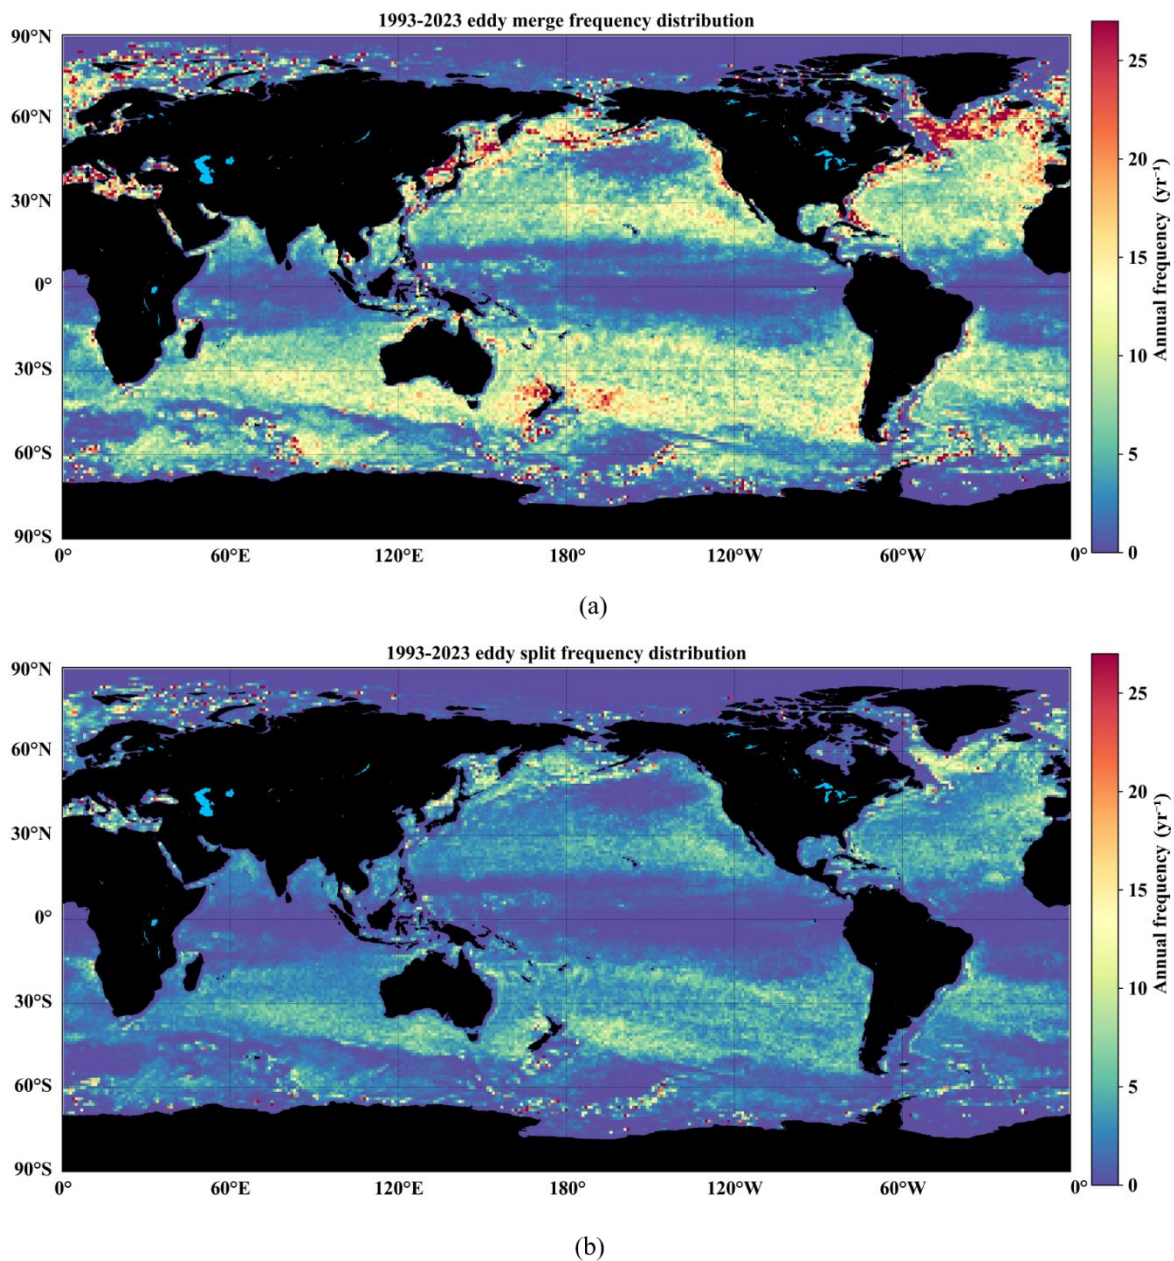 1993-2023 eddy merge frequency distribution
90°N
60°N
30°N
0°
30°S
60°S
90°S
0°
60°E
120°E
180°
120°W
60°W
0°
25
20
15
10
5
0
Annual frequency (yr⁻¹)
(a)
1993-2023 eddy split frequency distribution
90°N
60°N
30°N
0°
30°S
60°S
90°S
0°
60°E
120°E
180°
120°W
60°W
0°
25
20
15
10
5
0
Annual frequency (yr⁻¹)
(b)